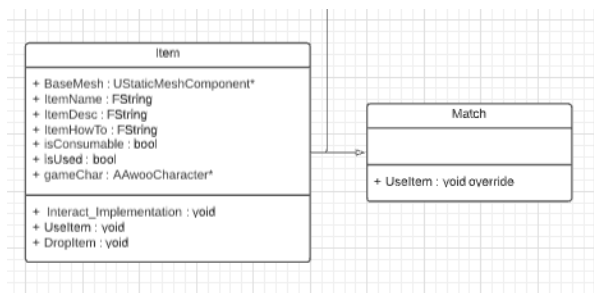 Item
+ BaseMesh : UStaticMeshComponent*
+ ItemName : FString
+ ItemDesc : FString
+ ItemHowTo : FString
+ isConsumable : bool
+ isUsed : bool
+ gameChar : AAwooCharacter*
+ Interact_Implementation : void
+ UseItem : void
+ DropItem : void
Match
+ UseItem : void override